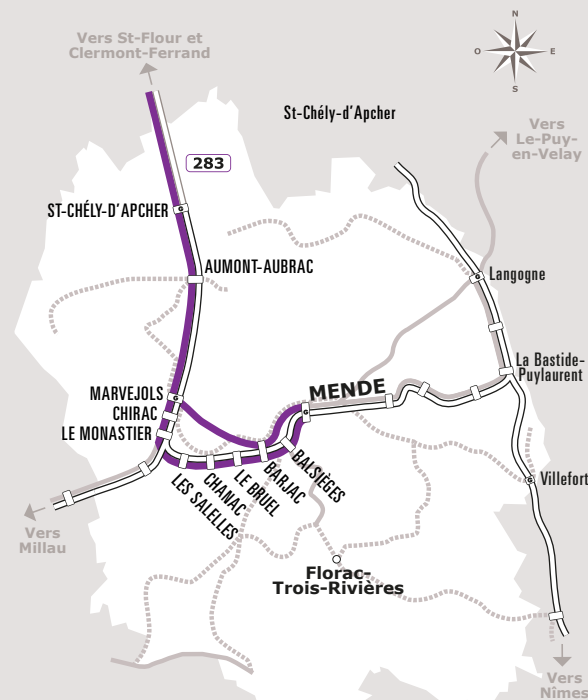 N
O
E
S
Vers St-Flour et
Clermont-Ferrand
St-Chély-d'Apcher
Vers
Le-Puy-
en-Velay
283
ST-CHÉLY-D'APCHER
AUMONT-AUBRAC
Langogne
La Bastide-
Puylaurent
MARVEJOLS
CHIRAC
LE MONASTIER
MENDE
BALSIÈGES
BARJAC
LE BRUEL
CHANAC
LES SALELLES
Villefort
Vers
Millau
Florac-
Trois-Rivières
Vers
Nîmes